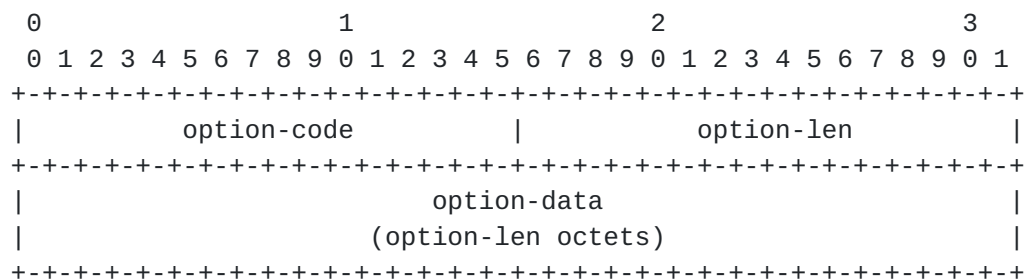 0                   1                   2                   3
 0 1 2 3 4 5 6 7 8 9 0 1 2 3 4 5 6 7 8 9 0 1 2 3 4 5 6 7 8 9 0 1
+-+-+-+-+-+-+-+-+-+-+-+-+-+-+-+-+-+-+-+-+-+-+-+-+-+-+-+-+-+-+-+-+
|          option-code          |           option-len          |
+-+-+-+-+-+-+-+-+-+-+-+-+-+-+-+-+-+-+-+-+-+-+-+-+-+-+-+-+-+-+-+-+
|                          option-data                          |
|                      (option-len octets)                      |
+-+-+-+-+-+-+-+-+-+-+-+-+-+-+-+-+-+-+-+-+-+-+-+-+-+-+-+-+-+-+-+-+